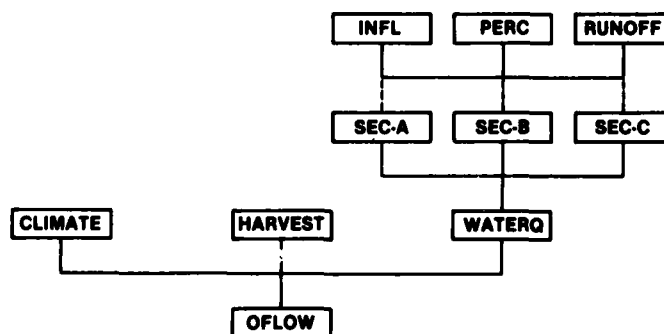 INFL PERC RUNOFF
SEC-A SEC-B SEC-C
CLIMATE HARVEST WATERQ
OFLOW